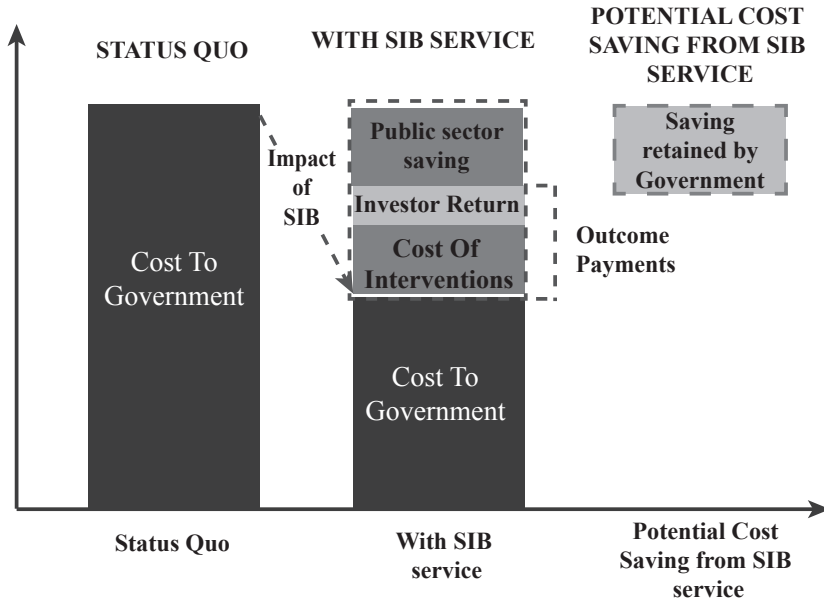 STATUS QUO
WITH SIB SERVICE
POTENTIAL COST
SAVING FROM SIB
SERVICE
Impact
of
SIB
Cost To
Government
Public sector
saving
Investor Return
Cost Of
Interventions
Outcome
Payments
Cost To
Government
Saving
retained by
Government
Status Quo
With SIB
service
Potential Cost
Saving from SIB
service